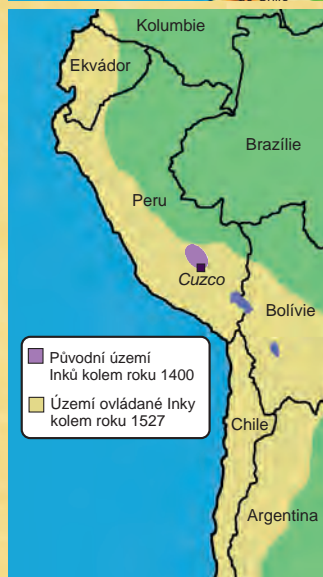 Kolumbie
Ekvádor
Brazílie
Peru
Cuzco
Bolívie
Původní území
Inků kolem roku 1400
Území ovládané Inky
kolem roku 1527
Chile
Argentina